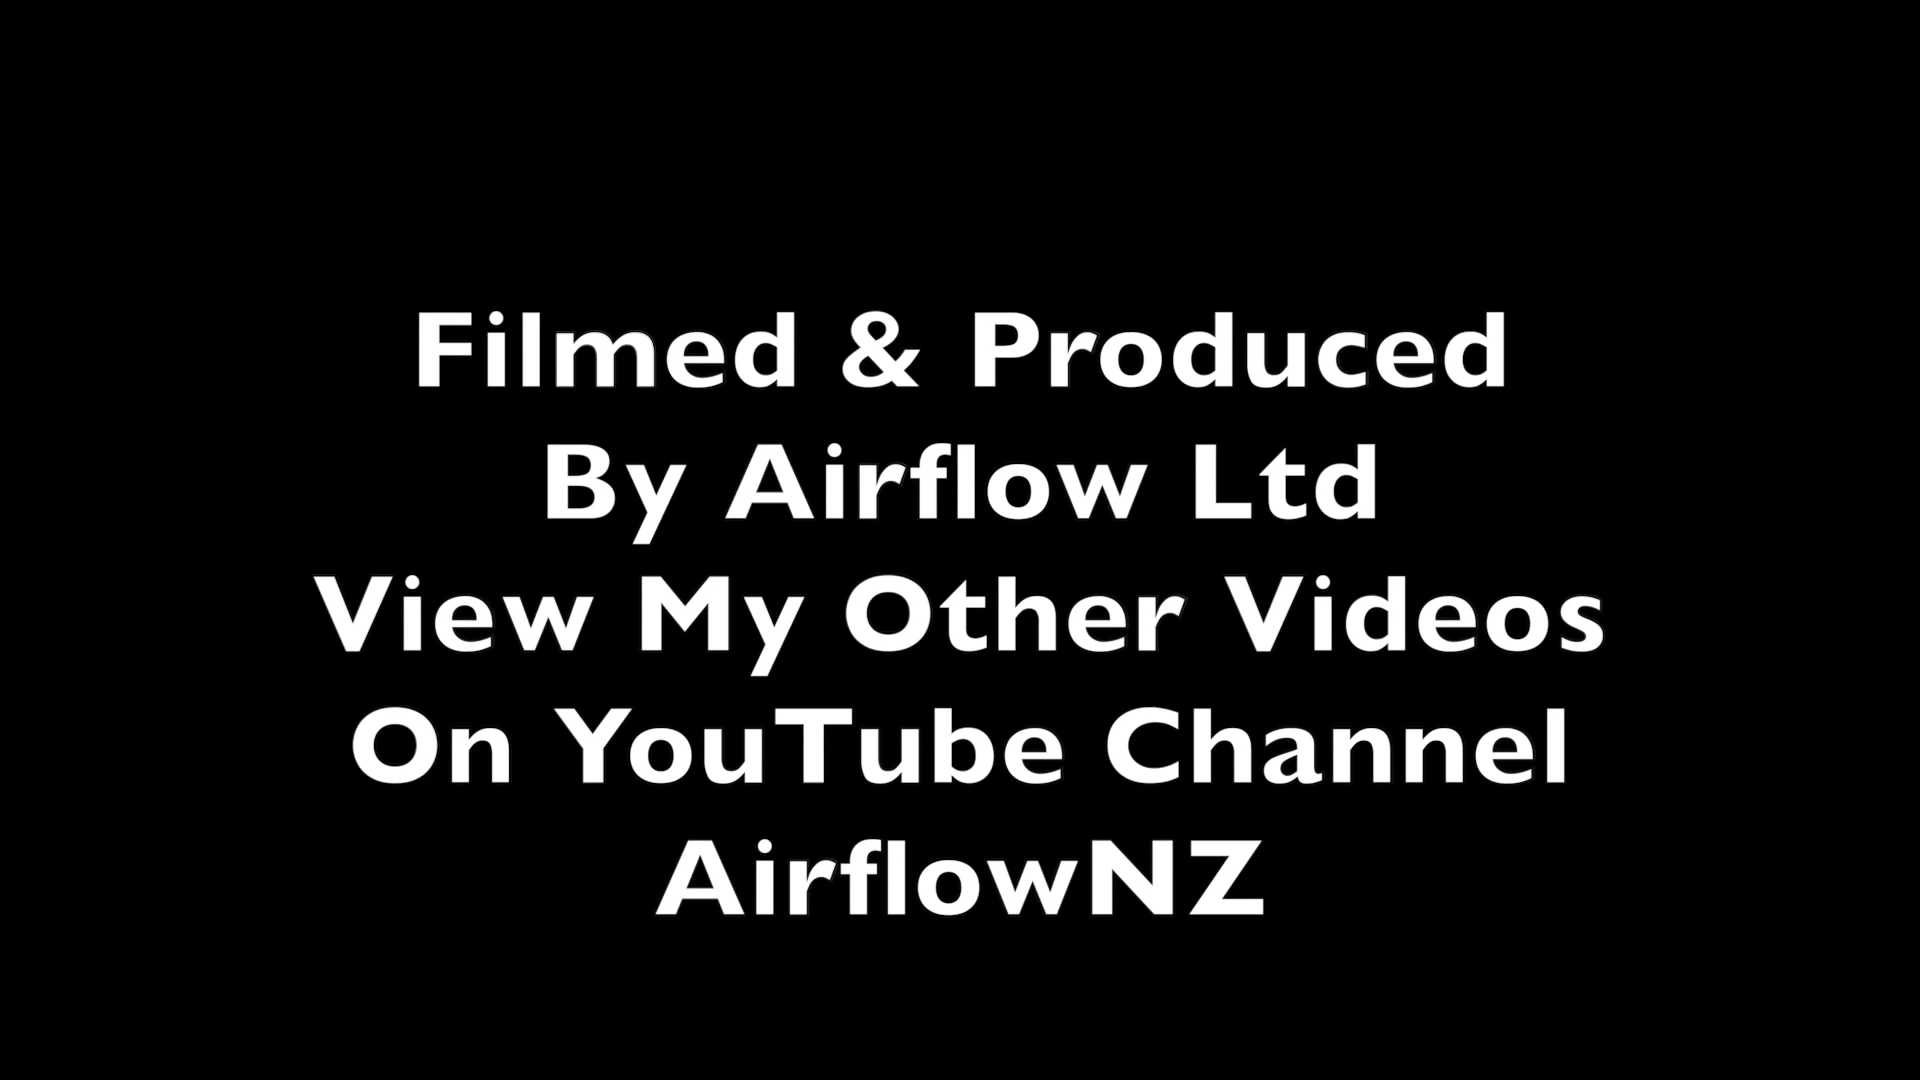 Filmed & Produced
By Airflow Ltd
View My Other Videos
On YouTube Channel
AirflowNZ